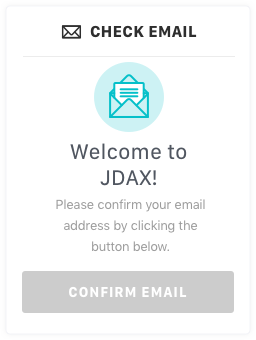 CHECK EMAIL
Welcome to
JDAX!
Please confirm your email
address by clicking the
button below.
CONFIRM EMAIL